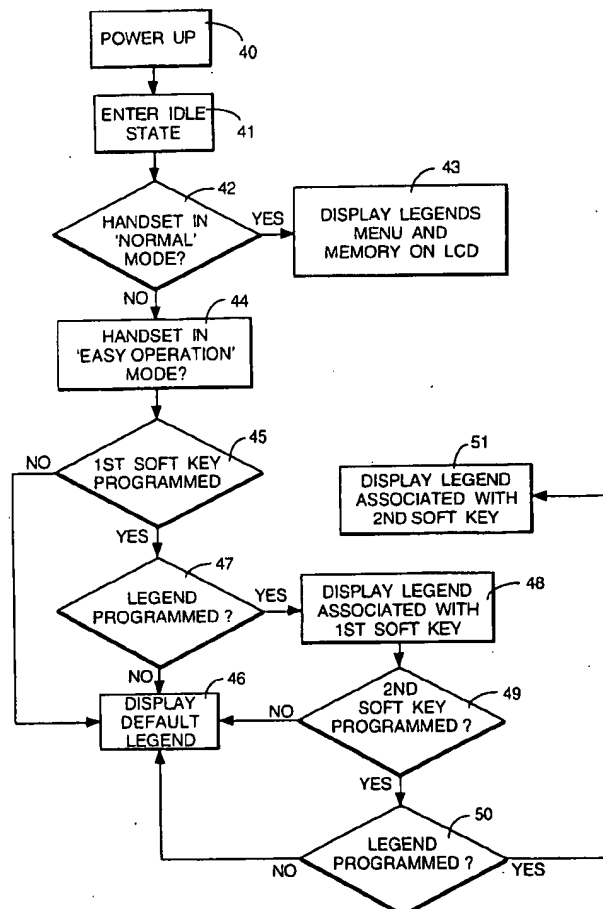 POWER UP
40
ENTER IDLE
STATE
41
42
HANDSET IN
'NORMAL'
MODE?
YES
43
DISPLAY LEGENDS
MENU AND
MEMORY ON LCD
NO
44
HANDSET IN
'EASY OPERATION'
MODE?
45
NO
1ST SOFT KEY
PROGRAMMED
YES
51
DISPLAY LEGEND
ASSOCIATED WITH
2ND SOFT KEY
47
LEGEND
PROGRAMMED ?
YES
48
DISPLAY LEGEND
ASSOCIATED WITH
1ST SOFT KEY
NO
46
DISPLAY
DEFAULT
LEGEND
49
2ND
SOFT KEY
PROGRAMMED ?
NO
YES
50
LEGEND
PROGRAMMED ?
NO
YES